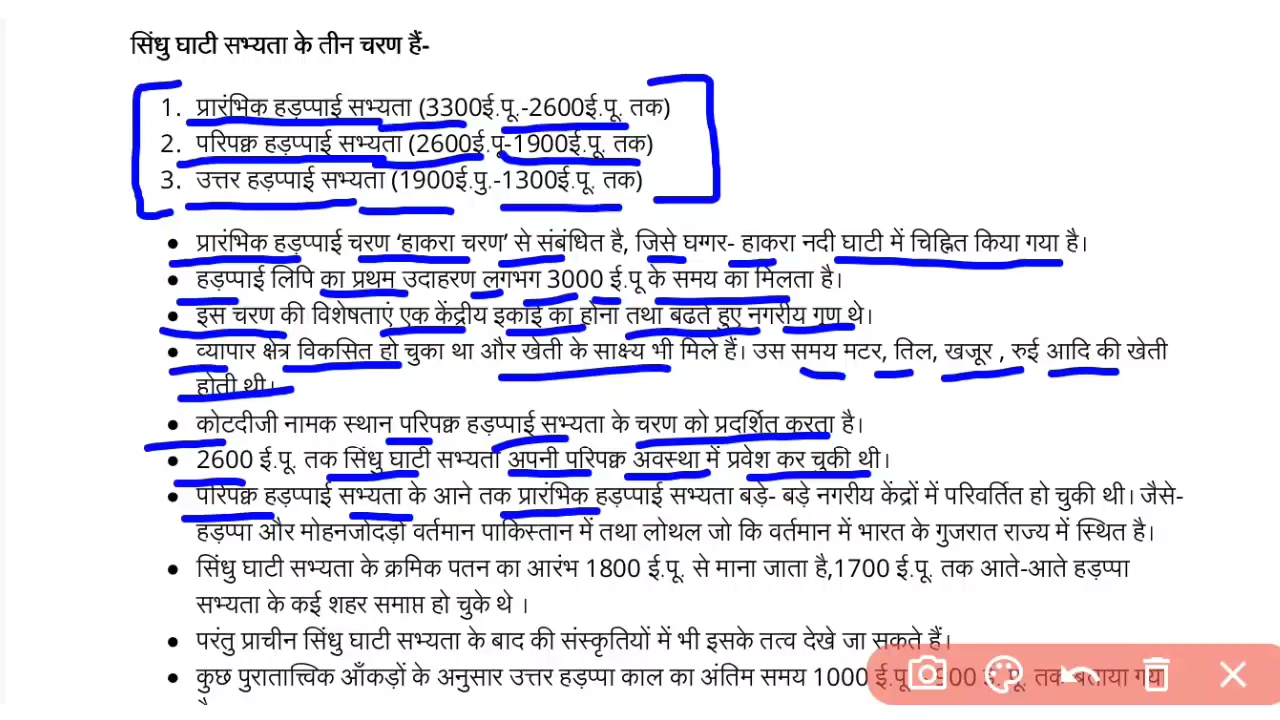 सिंधु घाटी सभ्यता के तीन चरण हैं-
1. प्रारंभिक हड़प्पाई सभ्यता (3300ई.पू.-2600ई.पू. तक)
2. परिपक्व हड़प्पाई सभ्यता (2600ई.पू-1900ई.पू. तक)
3. उत्तर हड़प्पाई सभ्यता (1900ई.पु.-1300ई.पू. तक)
• प्रारंभिक हड़प्पाई चरण ‘हाकरा चरण’ से संबंधित है, जिसे घग्गर- हाकरा नदी घाटी में चिह्नित किया गया है।
• हड़प्पाई लिपि का प्रथम उदाहरण लगभग 3000 ई.पू के समय का मिलता है।
• इस चरण की विशेषताएं एक केंद्रीय इकाई का होना तथा बढते हुए नगरीय गुण थे।
• व्यापार क्षेत्र विकसित हो चुका था और खेती के साक्ष्य भी मिले हैं। उस समय मटर, तिल, खजूर , रुई आदि की खेती
होती थी।
• कोटदीजी नामक स्थान परिपक्व हड़प्पाई सभ्यता के चरण को प्रदर्शित करता है।
• 2600 ई.पू. तक सिंधु घाटी सभ्यता अपनी परिपक्व अवस्था में प्रवेश कर चुकी थी।
• परिपक्व हड़प्पाई सभ्यता के आने तक प्रारंभिक हड़प्पाई सभ्यता बड़े- बड़े नगरीय केंद्रों में परिवर्तित हो चुकी थी। जैसे-
हड़प्पा और मोहनजोदड़ो वर्तमान पाकिस्तान में तथा लोथल जो कि वर्तमान में भारत के गुजरात राज्य में स्थित है।
• सिंधु घाटी सभ्यता के क्रमिक पतन का आरंभ 1800 ई.पू. से माना जाता है,1700 ई.पू. तक आते-आते हड़प्पा
सभ्यता के कई शहर समाप्त हो चुके थे ।
• परंतु प्राचीन सिंधु घाटी सभ्यता के बाद की संस्कृतियों में भी इसके तत्व देखे जा सकते हैं।
• कुछ पुरातात्त्विक आँकड़ों के अनुसार उत्तर हड़प्पा काल का अंतिम समय 1000 ई.पू. 900 ई. पू. तक बताया गया